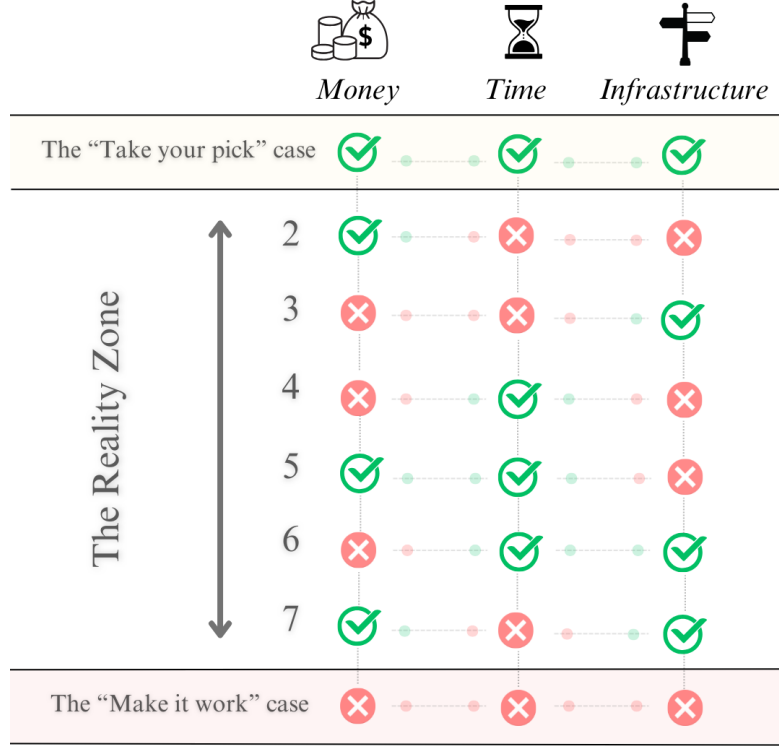 $
Money Time Infrastructure
The “Take your pick” case
The Reality Zone
2
3
4
5
6
7
The “Make it work” case